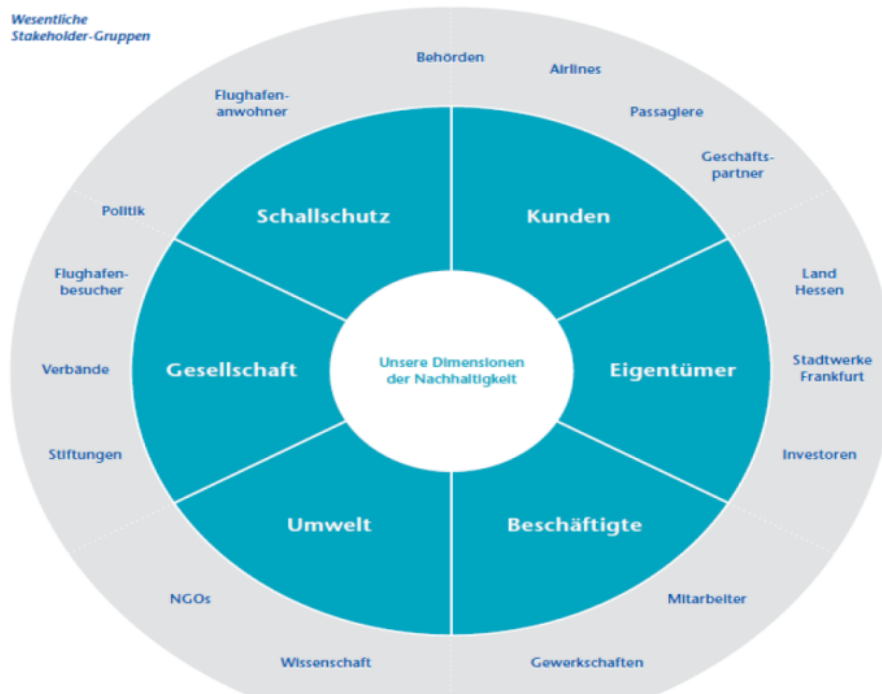 Wesentliche
Stakeholder-Gruppen
Behörden
Airlines
Flughafen-
anwohner
Passagiere
Geschäfts-
partner
Politik
Schallschutz
Kunden
Flughafen-
besucher
Land
Hessen
Verbände
Gesellschaft
Unsere Dimensionen
der Nachhaltigkeit
Eigentümer
Stadtwerke
Frankfurt
Stiftungen
Investoren
Umwelt
Beschäftigte
NGOs
Mitarbeiter
Wissenschaft
Gewerkschaften